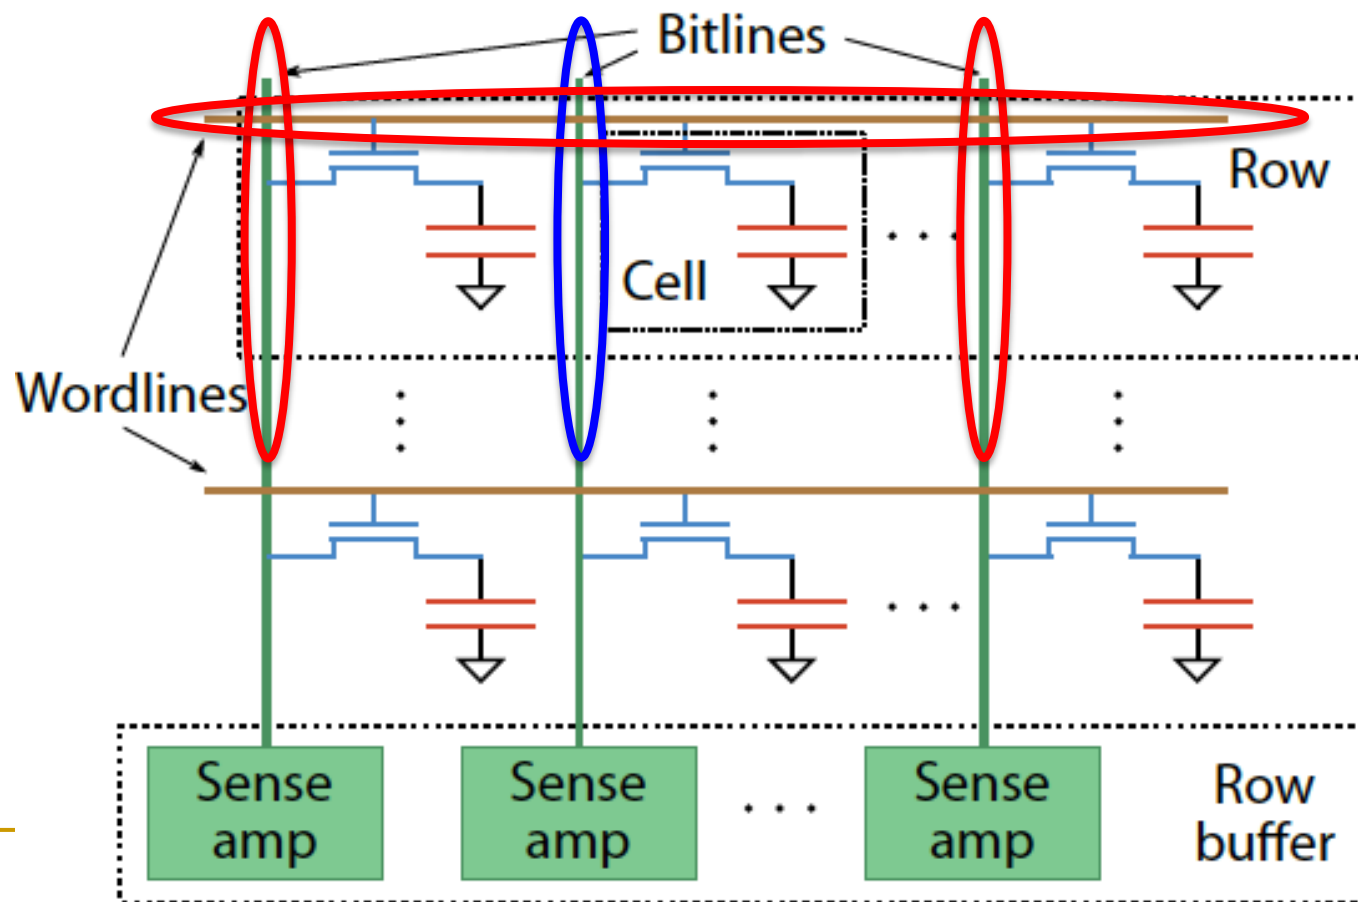 Bitlines
Row
Cell
Wordlines
Sense
amp
Sense
amp
Sense
amp
Row
buffer